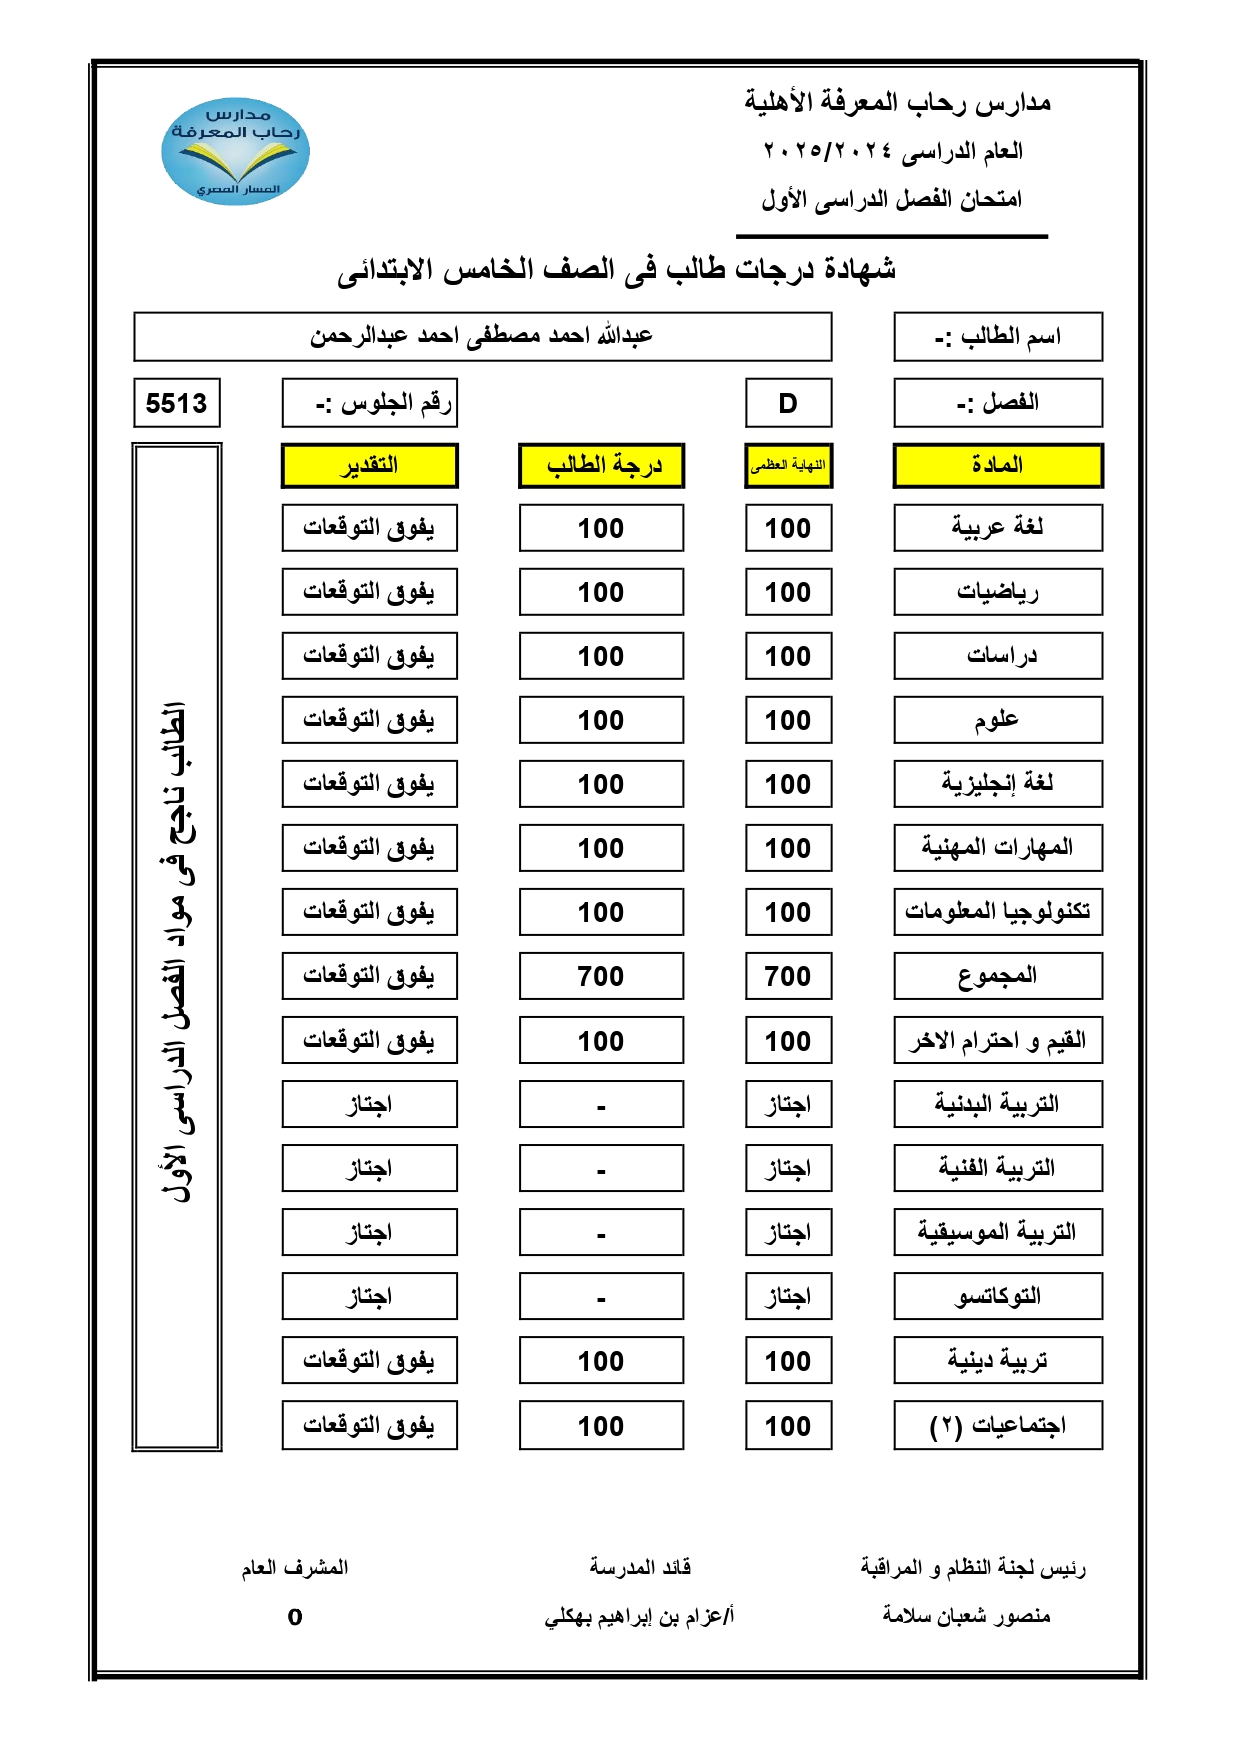 مدارس رحاب المعرفة الأهلية
العام الدراسى ٢٠٢٥/٢٠٢٤
امتحان الفصل الدراسى الأول
مدارس
رحاب المعرفة
المسار المصري
شهادة درجات طالب فى الصف الخامس الابتدائى
اسم الطالب :- عبدالله احمد مصطفى احمد عبدالرحمن
الفصل :- D رقم الجلوس :- 5513
المادة النهاية العظمى درجة الطالب التقدير
لغة عربية 100 100 يفوق التوقعات
رياضيات 100 100 يفوق التوقعات
دراسات 100 100 يفوق التوقعات
علوم 100 100 يفوق التوقعات
لغة إنجليزية 100 100 يفوق التوقعات
المهارات المهنية 100 100 يفوق التوقعات
تكنولوجيا المعلومات 100 100 يفوق التوقعات
المجموع 700 700 يفوق التوقعات
القيم و احترام الاخر 100 100 يفوق التوقعات
التربية البدنية اجتاز - اجتاز
التربية الفنية اجتاز - اجتاز
التربية الموسيقية اجتاز - اجتاز
التوكاتسو اجتاز - اجتاز
تربية دينية 100 100 يفوق التوقعات
اجتماعيات (٢) 100 100 يفوق التوقعات
الطالب ناجح فى مواد الفصل الدراسى الأول
رئيس لجنة النظام و المراقبة قائد المدرسة المشرف العام
منصور شعبان سلامة أ/عزام بن إبراهيم بهكلي 0